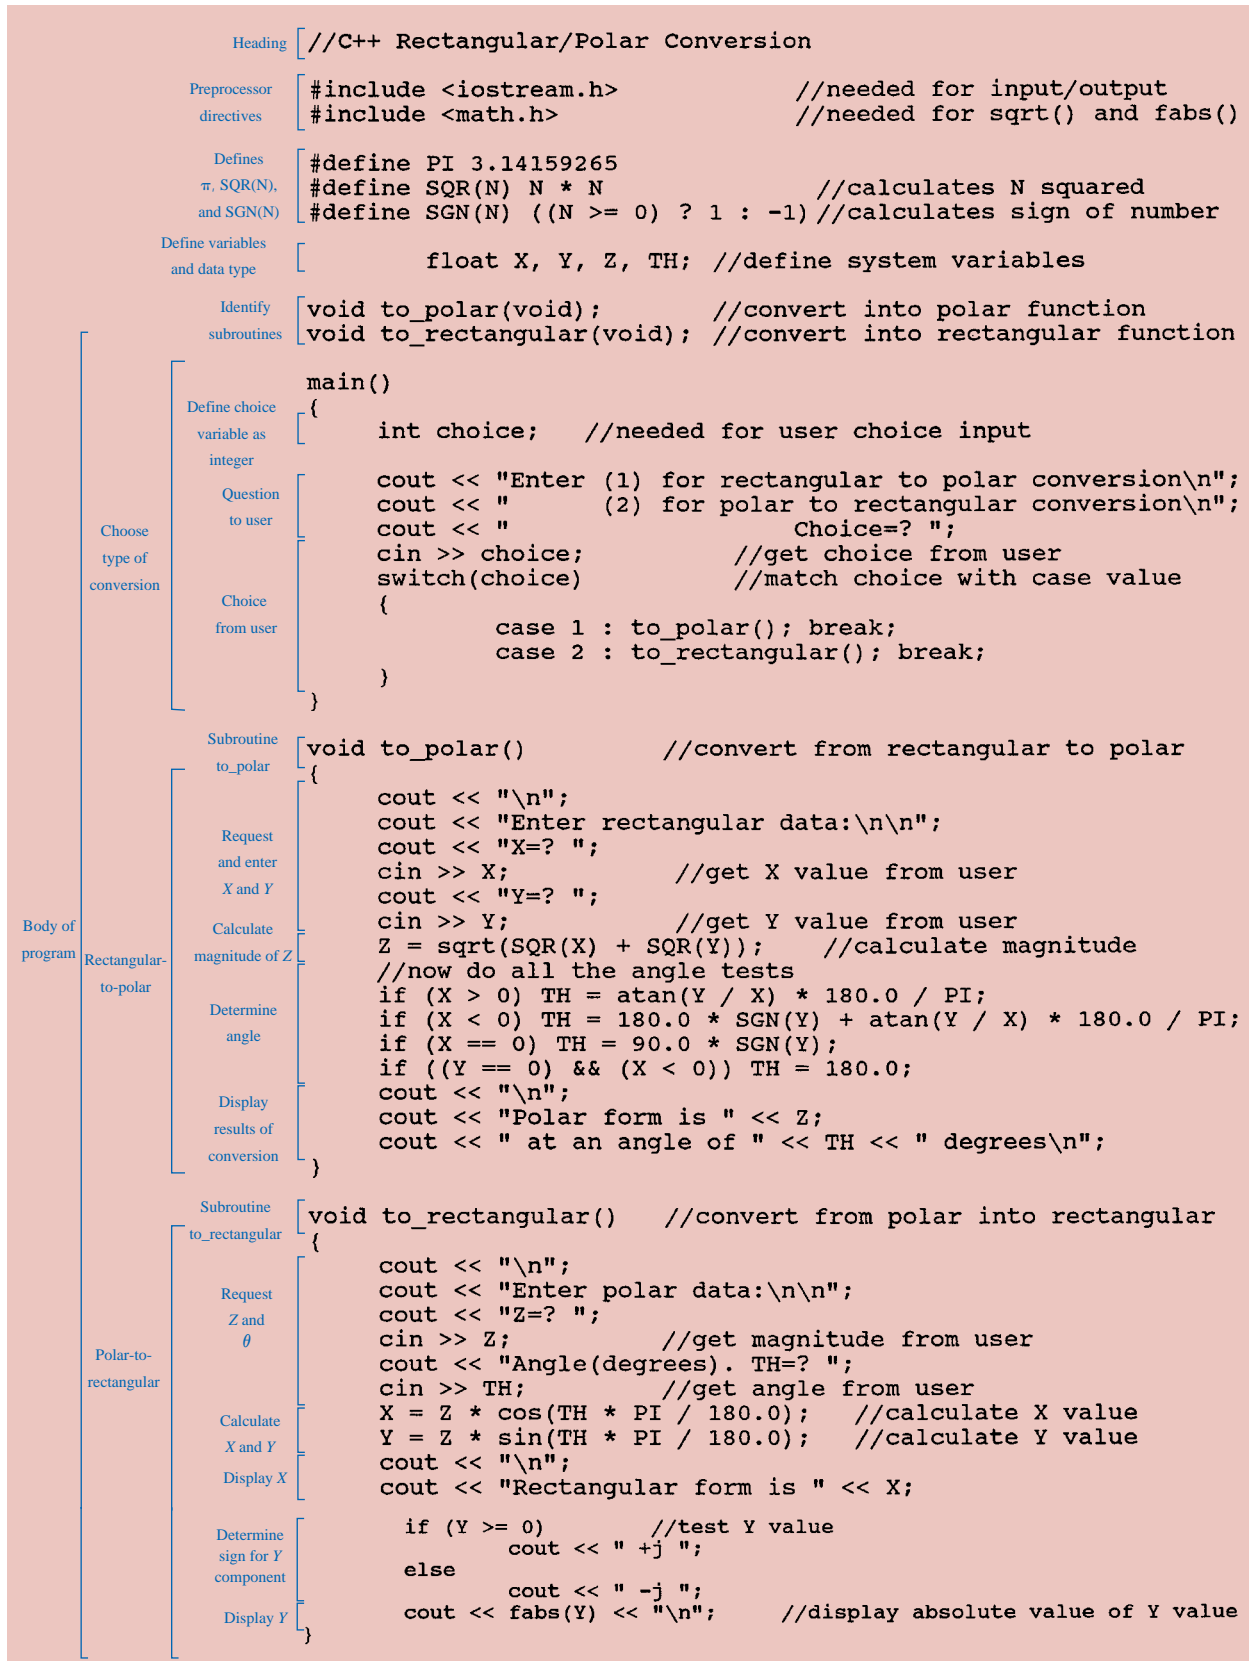 Heading //C++ Rectangular/Polar Conversion
Preprocessor #include <iostream.h> //needed for input/output
directives #include <math.h> //needed for sqrt() and fabs()
Defines #define PI 3.14159265
π, SQR(N), #define SQR(N) N * N //calculates N squared
and SGN(N) #define SGN(N) ((N >= 0) ? 1 : -1) //calculates sign of number
Define variables
and data type float X, Y, Z, TH; //define system variables
Identify void to_polar(void); //convert into polar function
subroutines void to_rectangular(void); //convert into rectangular function
main()
Define choice {
variable as int choice; //needed for user choice input
integer
cout << "Enter (1) for rectangular to polar conversion\n";
Question cout << " (2) for polar to rectangular conversion\n";
to user cout << " Choice=? ";
Choose
type of
conversion
cin >> choice; //get choice from user
switch(choice) //match choice with case value
Choice {
from user case 1 : to_polar(); break;
case 2 : to_rectangular(); break;
}
}
Subroutine void to_polar() //convert from rectangular to polar
to_polar {
cout << "\n";
cout << "Enter rectangular data:\n\n";
Request cout << "X=? ";
and enter cin >> X; //get X value from user
X and Y cout << "Y=? ";
cin >> Y; //get Y value from user
Body of
program
Rectangular-
to-polar
Calculate
magnitude of Z Z = sqrt(SQR(X) + SQR(Y)); //calculate magnitude
//now do all the angle tests
Determine if (X > 0) TH = atan(Y / X) * 180.0 / PI;
angle if (X < 0) TH = 180.0 * SGN(Y) + atan(Y / X) * 180.0 / PI;
if (X == 0) TH = 90.0 * SGN(Y);
if ((Y == 0) && (X < 0)) TH = 180.0;
Display cout << "\n";
results of cout << "Polar form is " << Z;
conversion cout << " at an angle of " << TH << " degrees\n";
}
Subroutine void to_rectangular() //convert from polar into rectangular
to_rectangular {
cout << "\n";
Request cout << "Enter polar data:\n\n";
Z and cout << "Z=? ";
θ cin >> Z; //get magnitude from user
cout << "Angle(degrees). TH=? ";
cin >> TH; //get angle from user
Polar-to-
rectangular
Calculate X = Z * cos(TH * PI / 180.0); //calculate X value
X and Y Y = Z * sin(TH * PI / 180.0); //calculate Y value
Display X cout << "\n";
cout << "Rectangular form is " << X;
Determine if (Y >= 0) //test Y value
sign for Y cout << " +j ";
component else
cout << " -j ";
Display Y cout << fabs(Y) << "\n"; //display absolute value of Y value
}